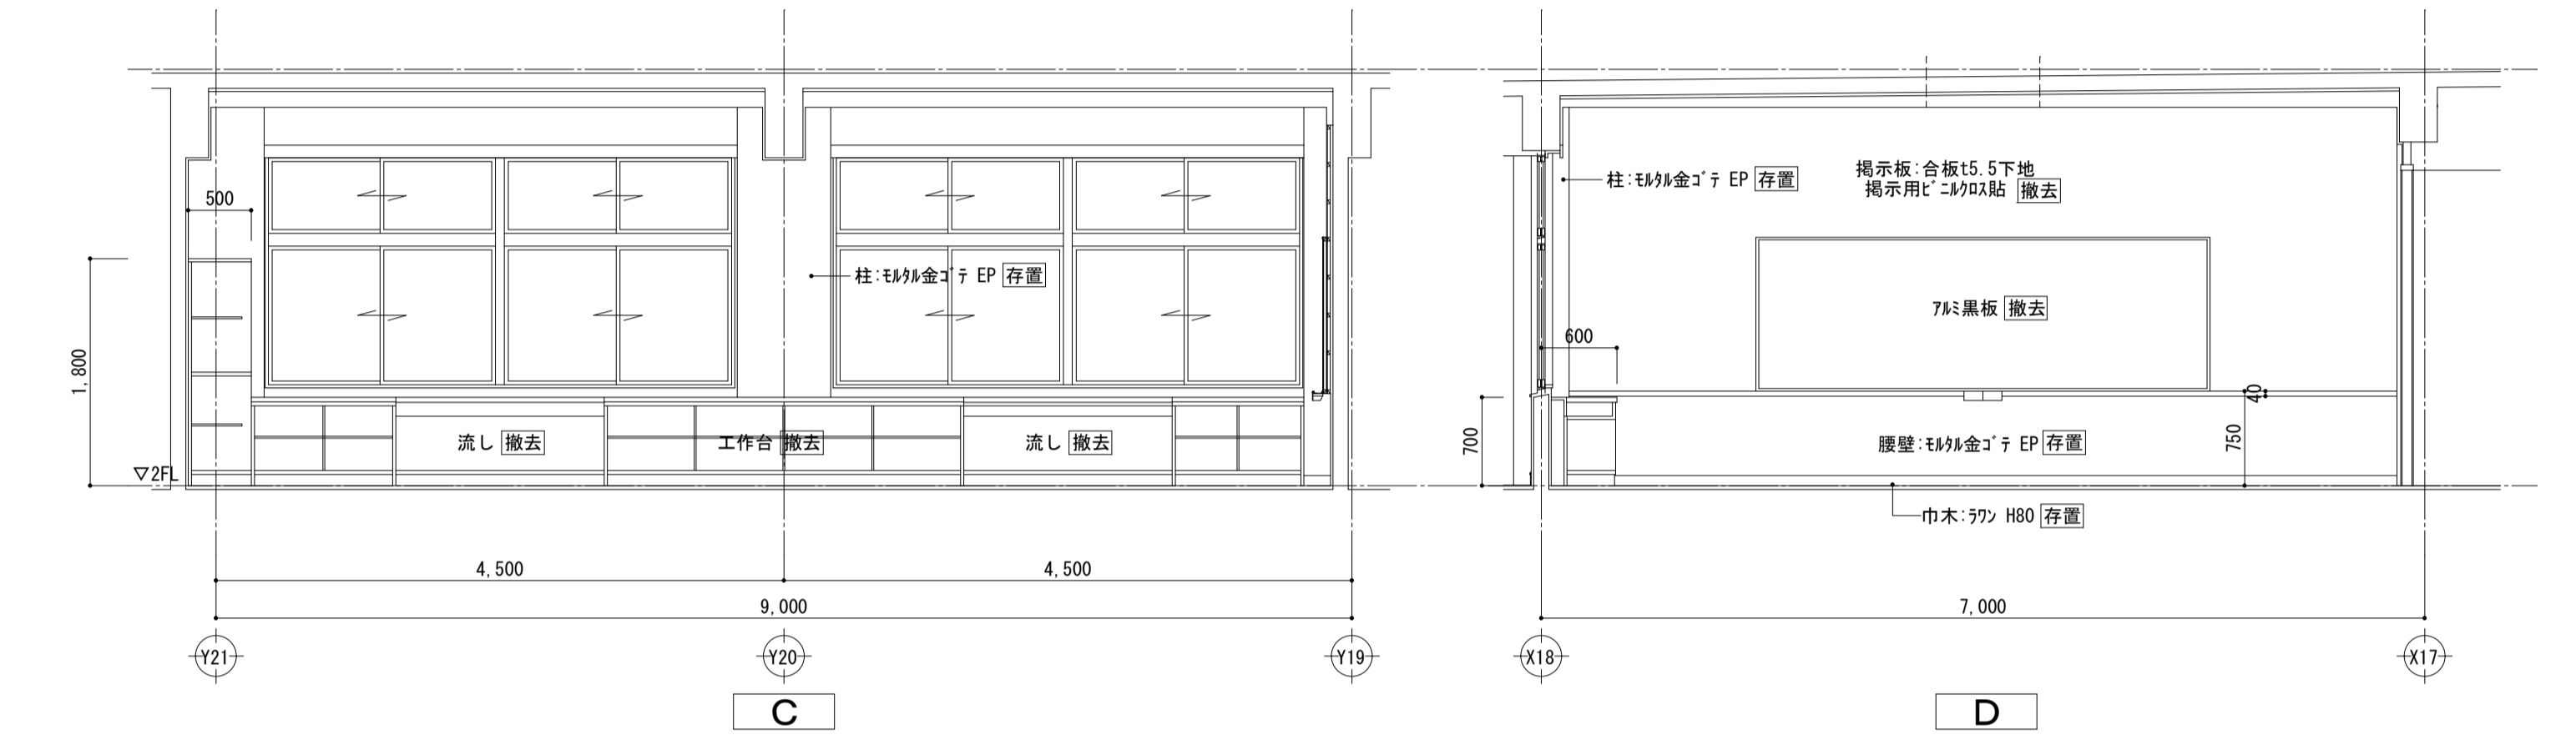 500
1,800
▽2FL
柱:ﾓﾙﾀﾙ金ｺﾞﾃ EP 存置
流し 撤去
工作台 撤去
流し 撤去
4,500
4,500
9,000
Y21
Y20
Y19
C
柱:ﾓﾙﾀﾙ金ｺﾞﾃ EP 存置
掲示板:合板t5.5下地
掲示用ﾋﾞﾆﾙｸﾛｽ貼 撤去
アルミ黒板 撤去
600
40
700
750
腰壁:ﾓﾙﾀﾙ金ｺﾞﾃ EP 存置
巾木:ﾗﾜﾝ H80 存置
7,000
X18
X17
D